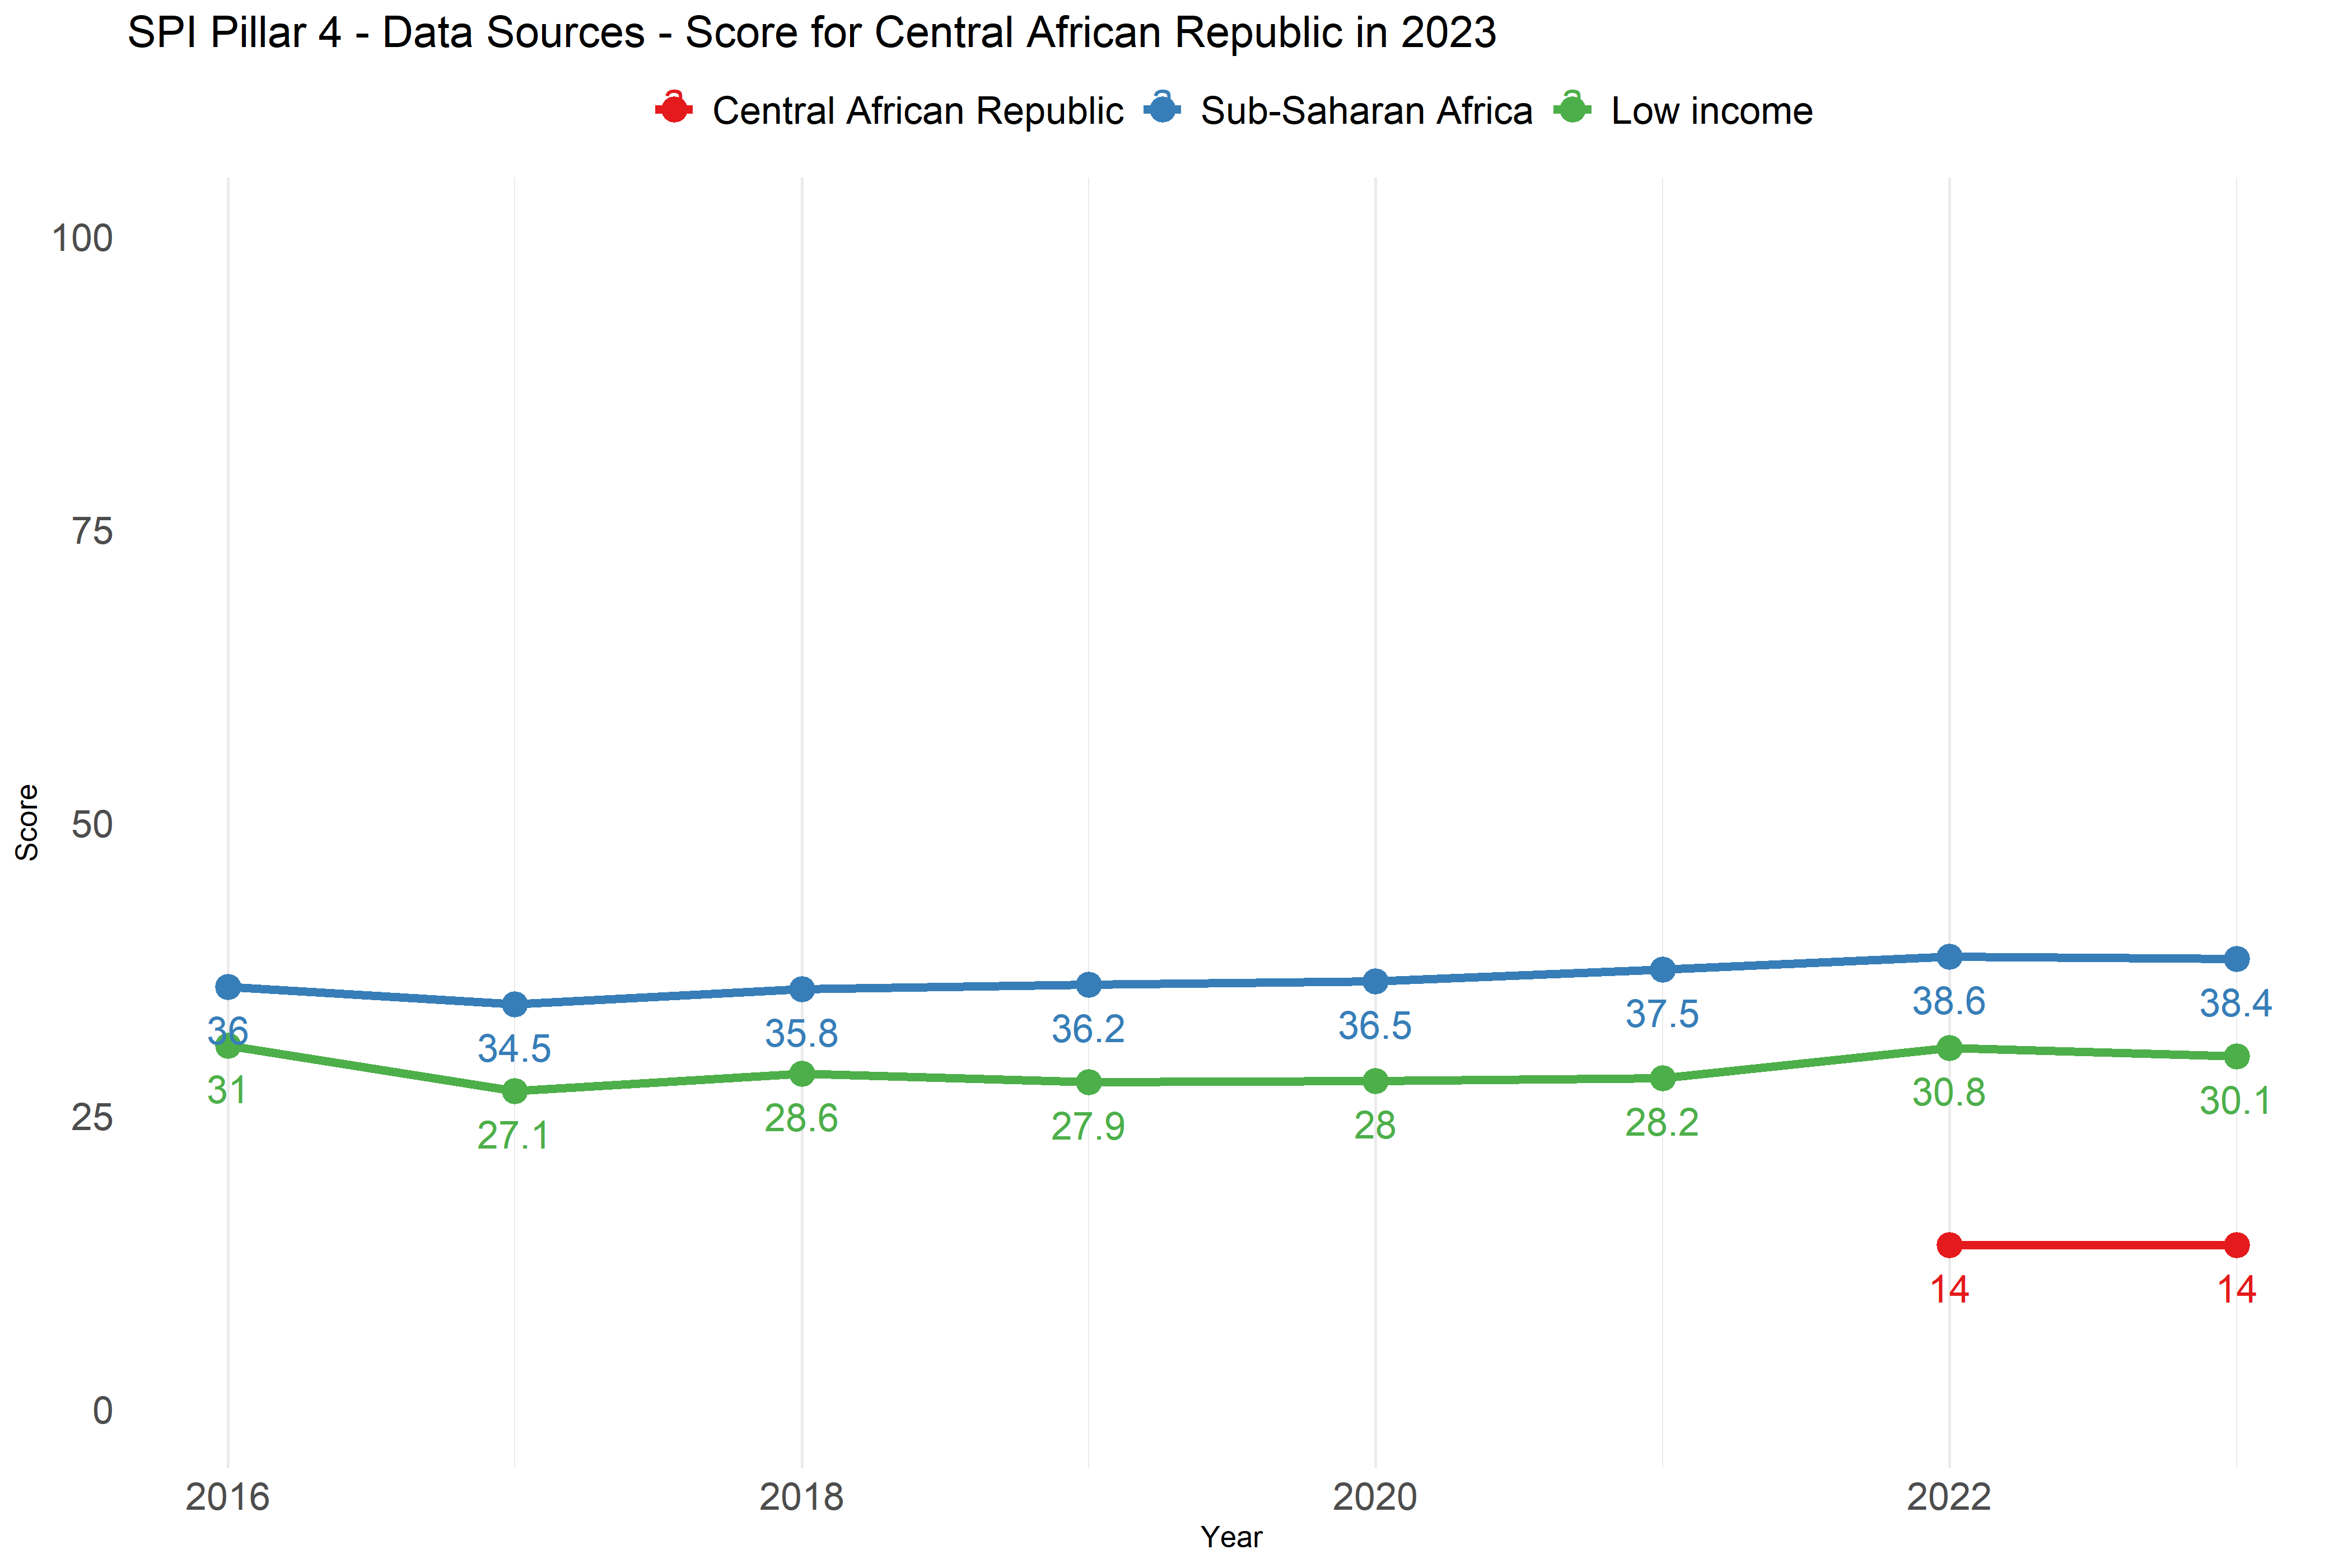 SPI Pillar 4 - Data Sources - Score for Central African Republic in 2023
Central African Republic Sub-Saharan Africa Low income
100
75
50
25
0
Score
36 34.5 35.8 36.2 36.5 37.5 38.6 38.4
31 27.1 28.6 27.9 28 28.2 30.8 30.1
14 14
2016 2018 2020 2022
Year